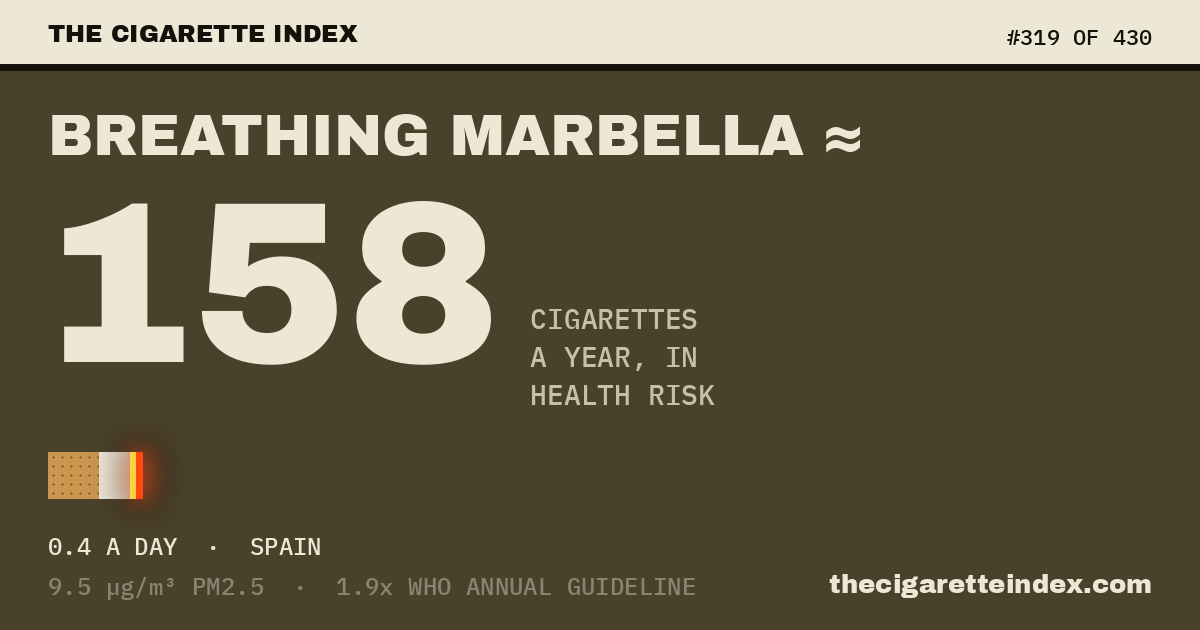 THE CIGARETTE INDEX
#319 OF 430
BREATHING MARBELLA ≈
158
CIGARETTES
A YEAR, IN
HEALTH RISK
0.4 A DAY · SPAIN
9.5 µg/m³ PM2.5 · 1.9x WHO ANNUAL GUIDELINE
thecigaretteindex.com